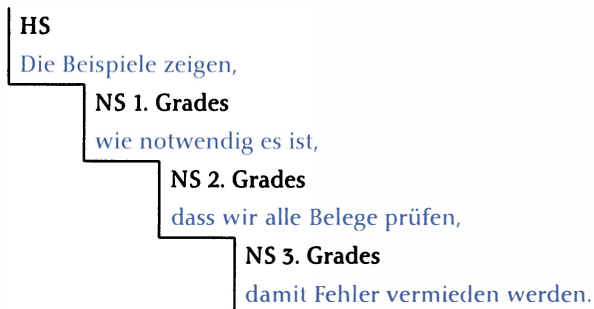 HS
Die Beispiele zeigen,
NS 1. Grades
wie notwendig es ist,
NS 2. Grades
dass wir alle Belege prüfen,
NS 3. Grades
damit Fehler vermieden werden.